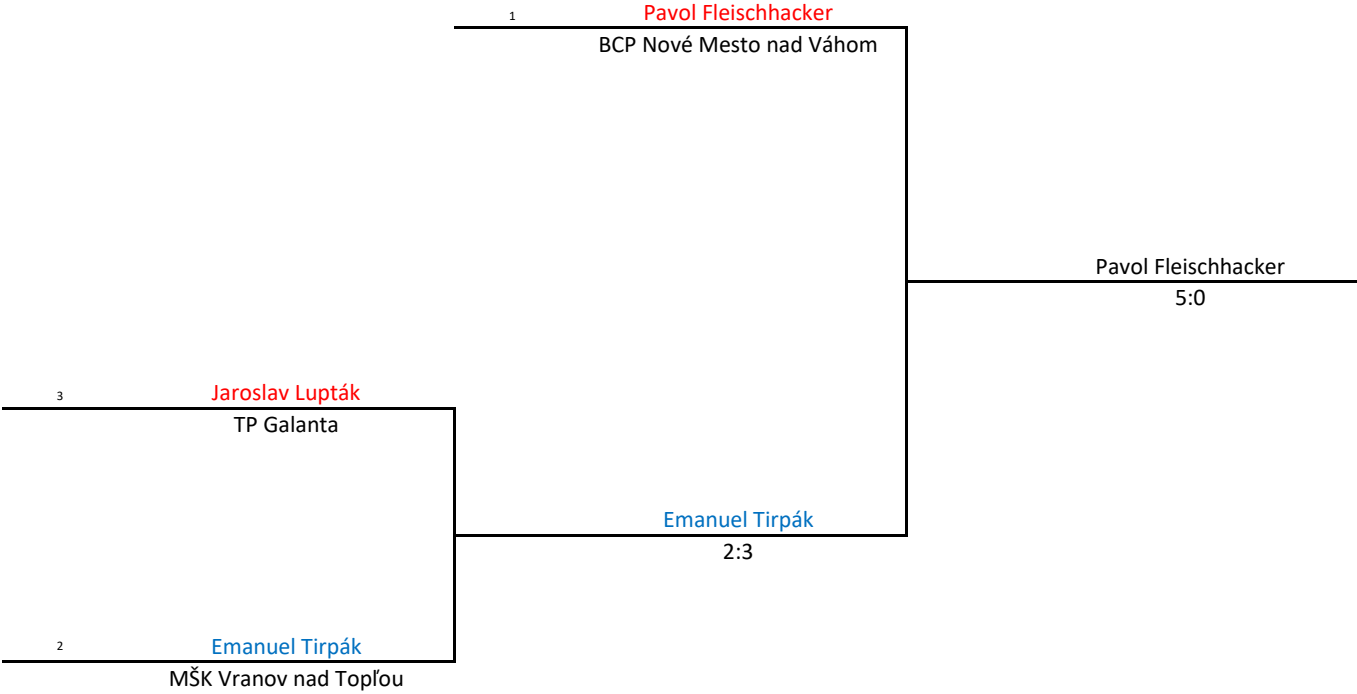 1 Pavol Fleischhacker
BCP Nové Mesto nad Váhom
Pavol Fleischhacker
5:0
3 Jaroslav Lupták
TP Galanta
Emanuel Tirpák
2:3
2 Emanuel Tirpák
MŠK Vranov nad Topľou